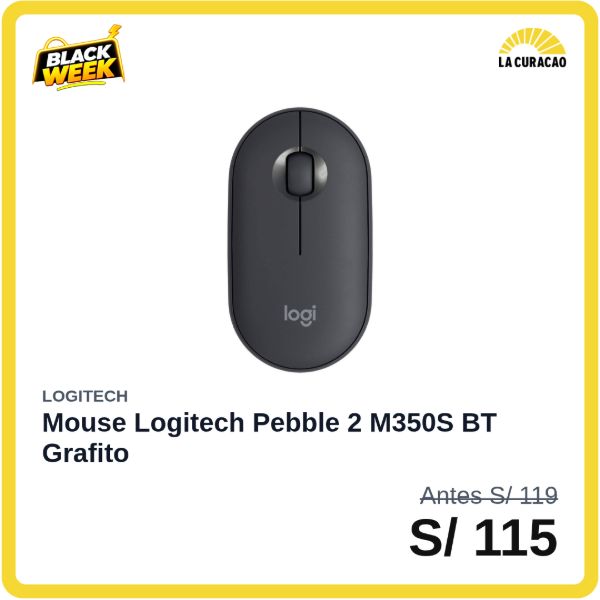 BLACK
WEEK
LA CURACAO
logi
LOGITECH
Mouse Logitech Pebble 2 M350S BT
Grafito
Antes S/ 119
S/ 115